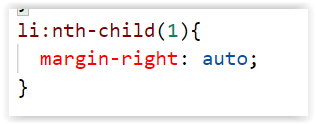 li:nth-child(1){
margin-right: auto;
}